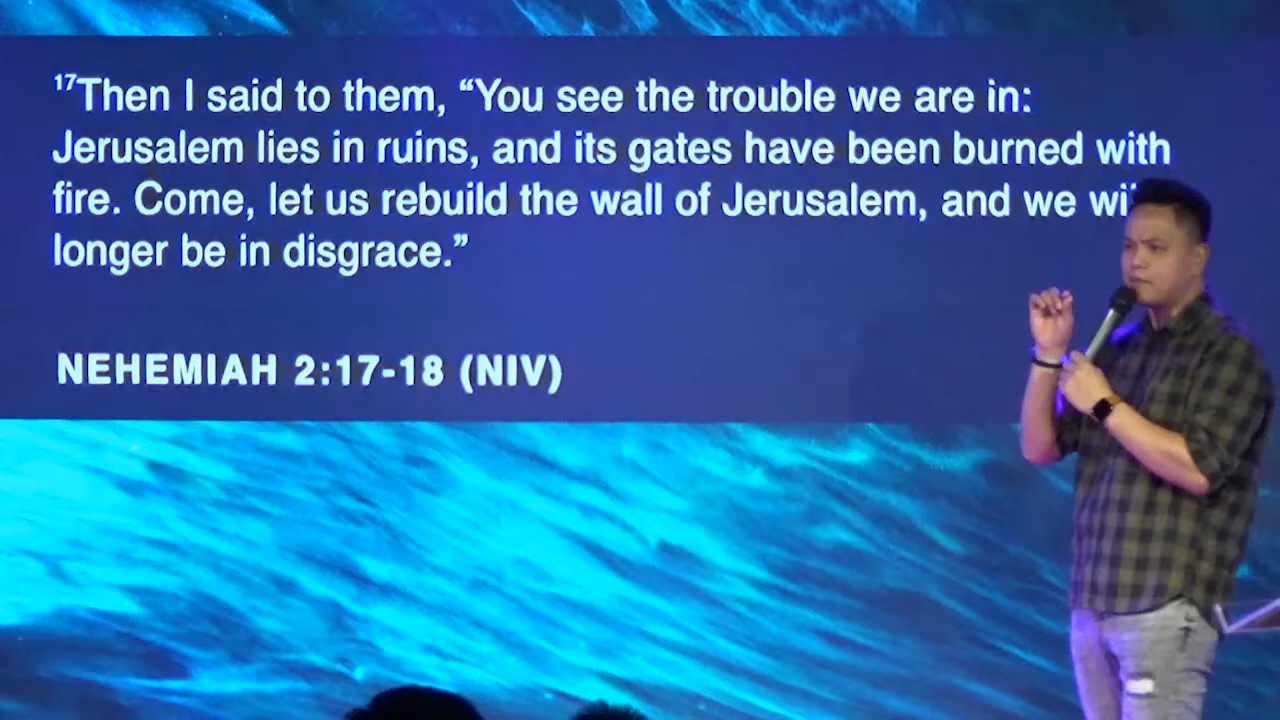 17Then I said to them, “You see the trouble we are in:
Jerusalem lies in ruins, and its gates have been burned with
fire. Come, let us rebuild the wall of Jerusalem, and we
longer be in disgrace.”
NEHEMIAH 2:17-18 (NIV)